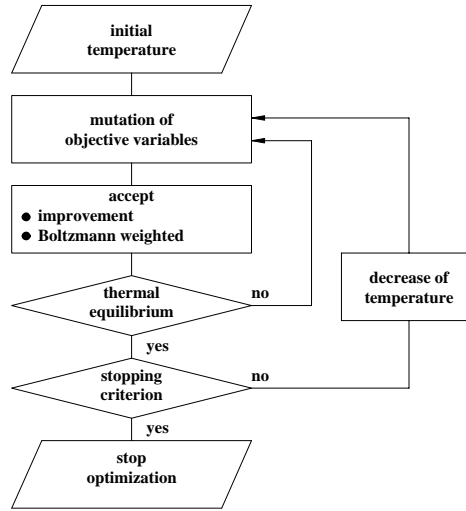 initial
temperature
mutation of
objective variables
accept
● improvement
● Boltzmann weighted
thermal
equilibrium
no
decrease of
temperature
yes
stopping
criterion
no
yes
stop
optimization